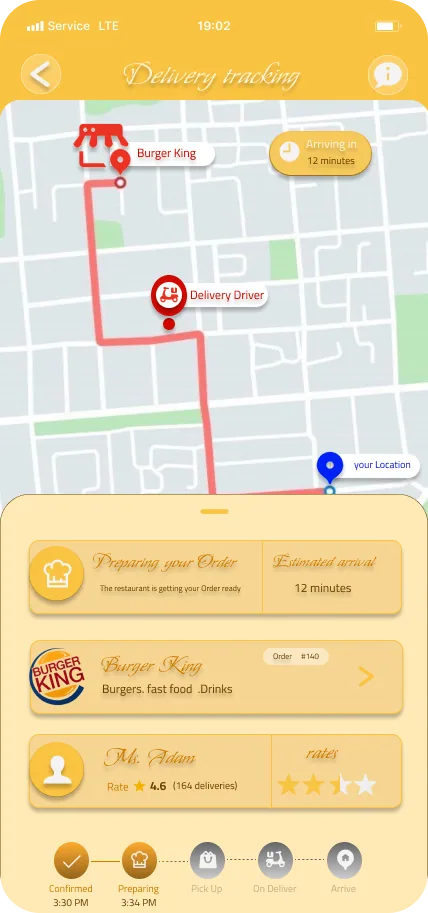 Service LTE 19:02
Delivery tracking
Burger King
Arriving in
12 minutes
Delivery Driver
your Location
Preparing your Order
The restaurant is getting your Order ready
Estimated arrival
12 minutes
BURGER
KING
Burger King
Order #140
Burgers. fast food .Drinks
Ms. Adam
Rate 4.6 (164 deliveries)
rates
Confirmed Preparing Pick Up On Deliver Arrive
3:30 PM 3:34 PM